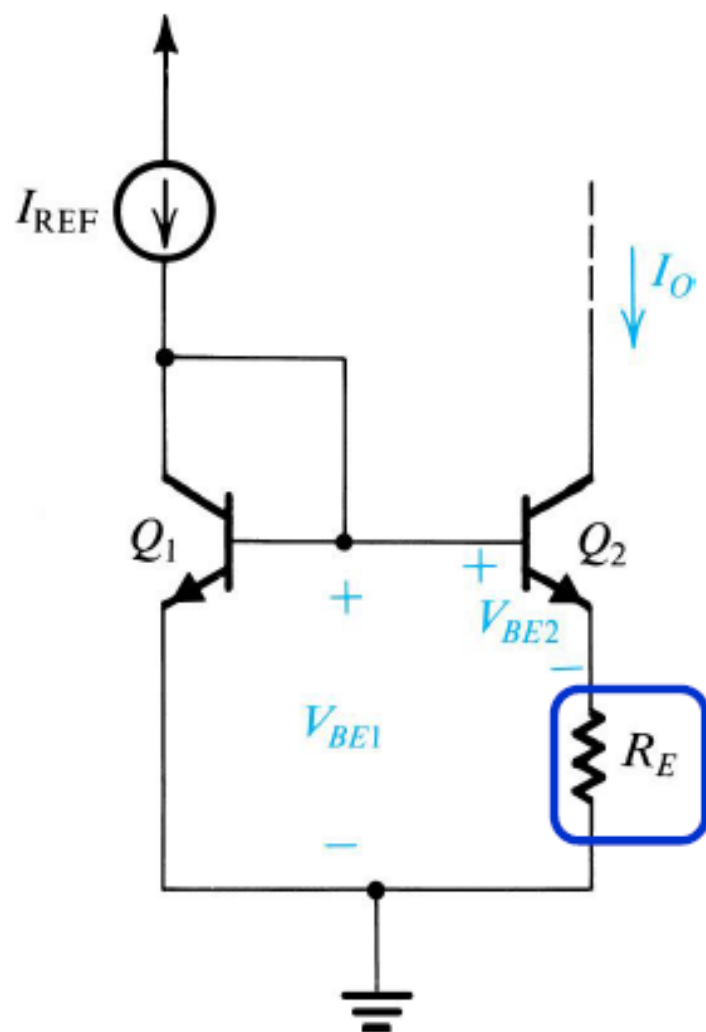 I_REF
I_O
Q_1
Q_2
+
+
V_BE2
−
V_BE1
R_E
−